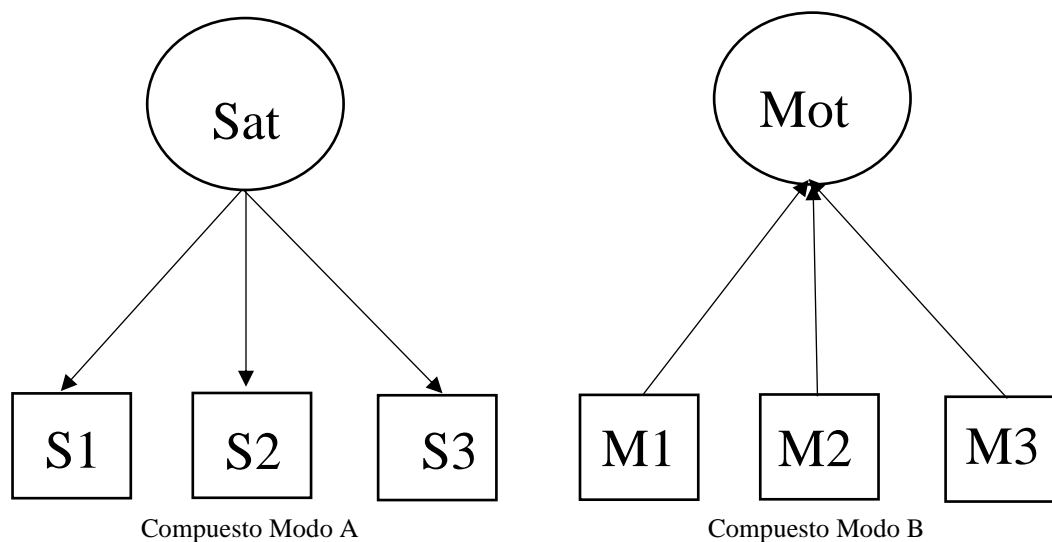 Sat
Mot
S1
S2
S3
M1
M2
M3
Compuesto Modo A
Compuesto Modo B